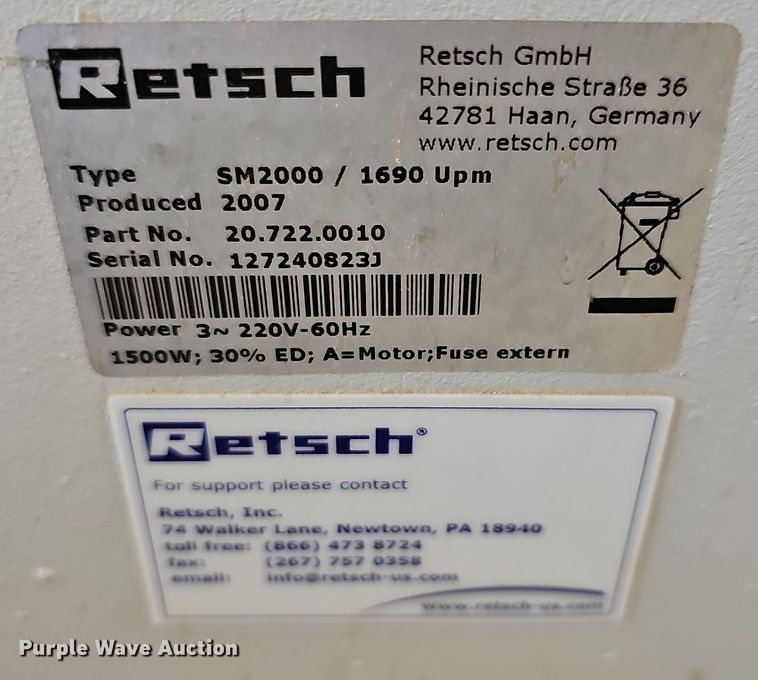 Retsch
Retsch GmbH
Rheinische Straße 36
42781 Haan, Germany
www.retsch.com
Type SM2000 / 1690 Upm
Produced 2007
Part No. 20.722.0010
Serial No. 127240823J
Power 3~ 220V-60Hz
1500W; 30% ED; A=Motor;Fuse extern
Retsch®
For support please contact
Retsch, Inc.
74 Walker Lane, Newtown, PA 18940
toll free: (866) 473 8724
fax: (267) 757 0358
email: info@retsch-us.com
www.retsch-us.com
Purple Wave Auction